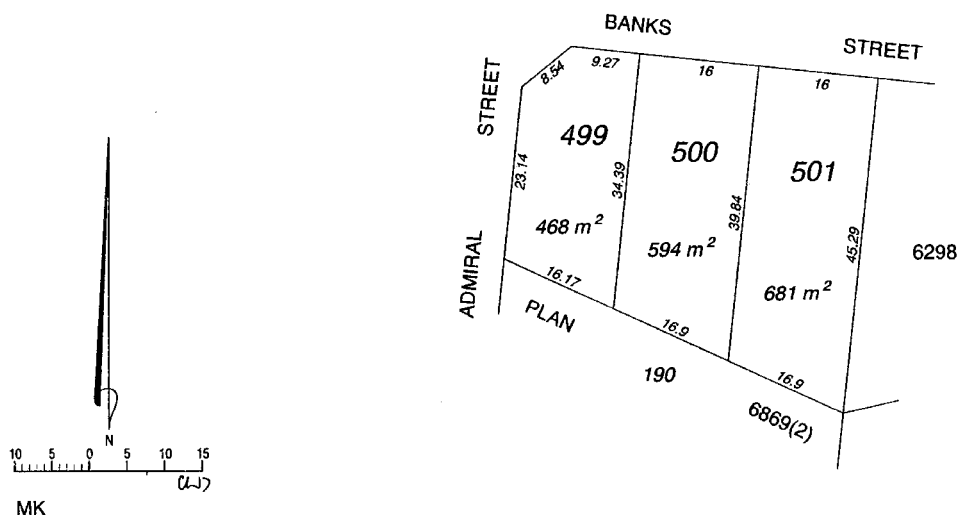 BANKS STREET
8.54 9.27 16 16
STREET
499 500 501
23.14 34.39 39.84 45.29
468 m² 594 m² 681 m² 6298
ADMIRAL
16.17 16.9 16.9
PLAN
190
6869(2)
N
10 5 0 5 10 15
MK